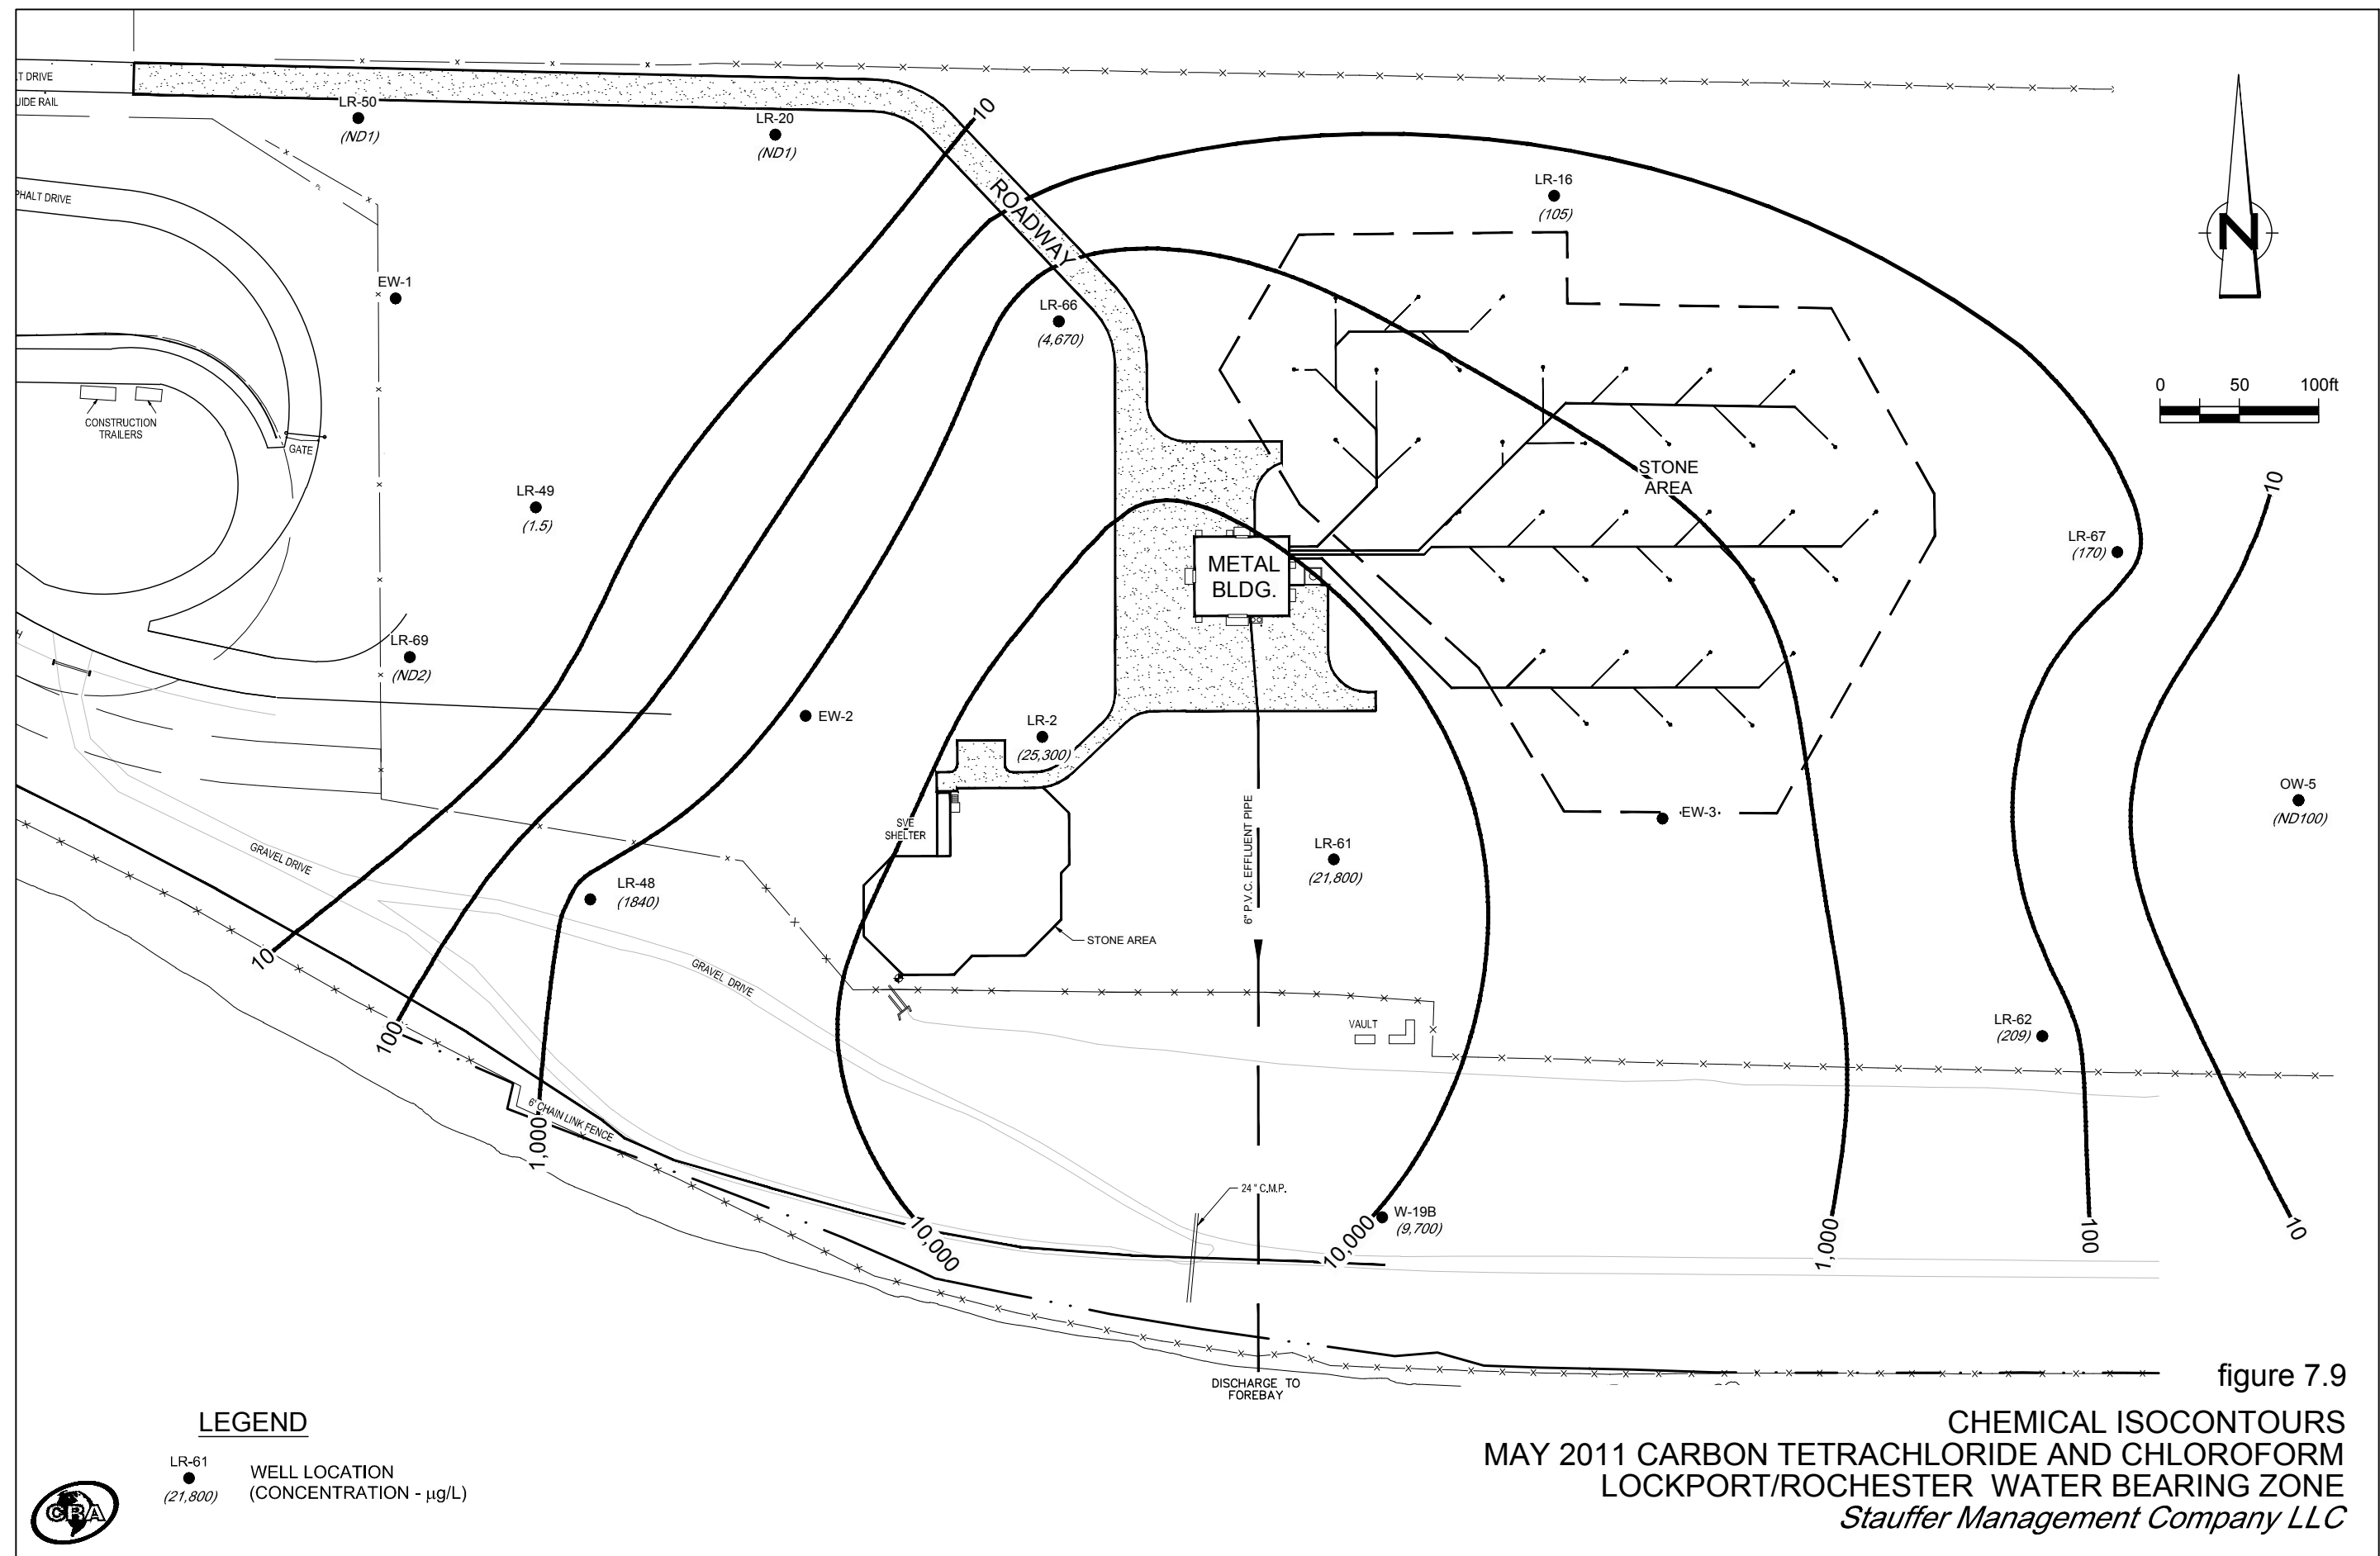 T DRIVE
UIDE RAIL
LR-50
(ND1)
LR-20
(ND1)
10
ROADWAY
LR-16
(105)
N
PHALT DRIVE
EW-1
LR-66
(4,670)
0 50 100ft
CONSTRUCTION
TRAILERS
GATE
STONE
AREA
10
LR-49
(1.5)
LR-67
(170)
METAL
BLDG.
H
LR-69
(ND2)
EW-2
LR-2
(25,300)
OW-5
(ND100)
EW-3
SVE
SHELTER
6" P.V.C. EFFLUENT PIPE
GRAVEL DRIVE
LR-61
(21,800)
LR-48
(1840)
STONE AREA
10
GRAVEL DRIVE
100
VAULT
LR-62
(209)
6' CHAIN LINK FENCE
1,000
24" C.M.P.
W-19B
(9,700)
10,000
10,000
1,000
100
10
DISCHARGE TO
FOREBAY
figure 7.9
CHEMICAL ISOCONTOURS
MAY 2011 CARBON TETRACHLORIDE AND CHLOROFORM
LOCKPORT/ROCHESTER WATER BEARING ZONE
Stauffer Management Company LLC
LEGEND
LR-61
(21,800)
WELL LOCATION
(CONCENTRATION - µg/L)
CRA